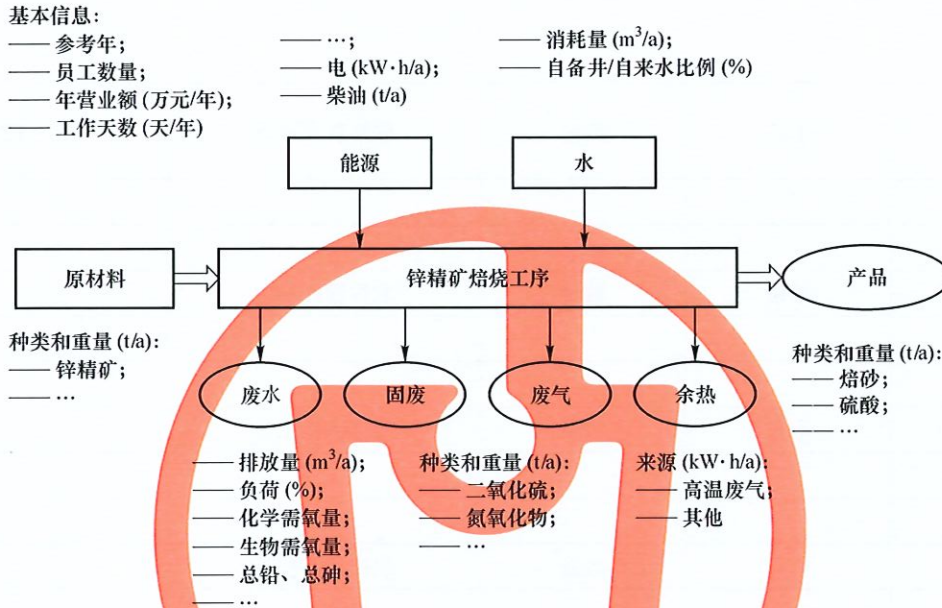 基本信息：
—— 参考年；
—— 员工数量；
—— 年营业额 (万元/年)；
—— 工作天数 (天/年)
—— …；
—— 电 (kW·h/a)；
—— 柴油 (t/a)
—— 消耗量 (m³/a)；
—— 自备井/自来水比例 (%)
能源
水
原材料
锌精矿焙烧工序
产品
种类和重量 (t/a)：
—— 锌精矿；
—— …
废水
固废
废气
余热
种类和重量 (t/a)：
—— 焙砂；
—— 硫酸；
—— …
—— 排放量 (m³/a)；
—— 负荷 (%)；
—— 化学需氧量；
—— 生物需氧量；
—— 总铅、总砷；
—— …
种类和重量 (t/a)：
—— 二氧化硫；
—— 氮氧化物；
—— …
来源 (kW·h/a)：
—— 高温废气；
—— 其他